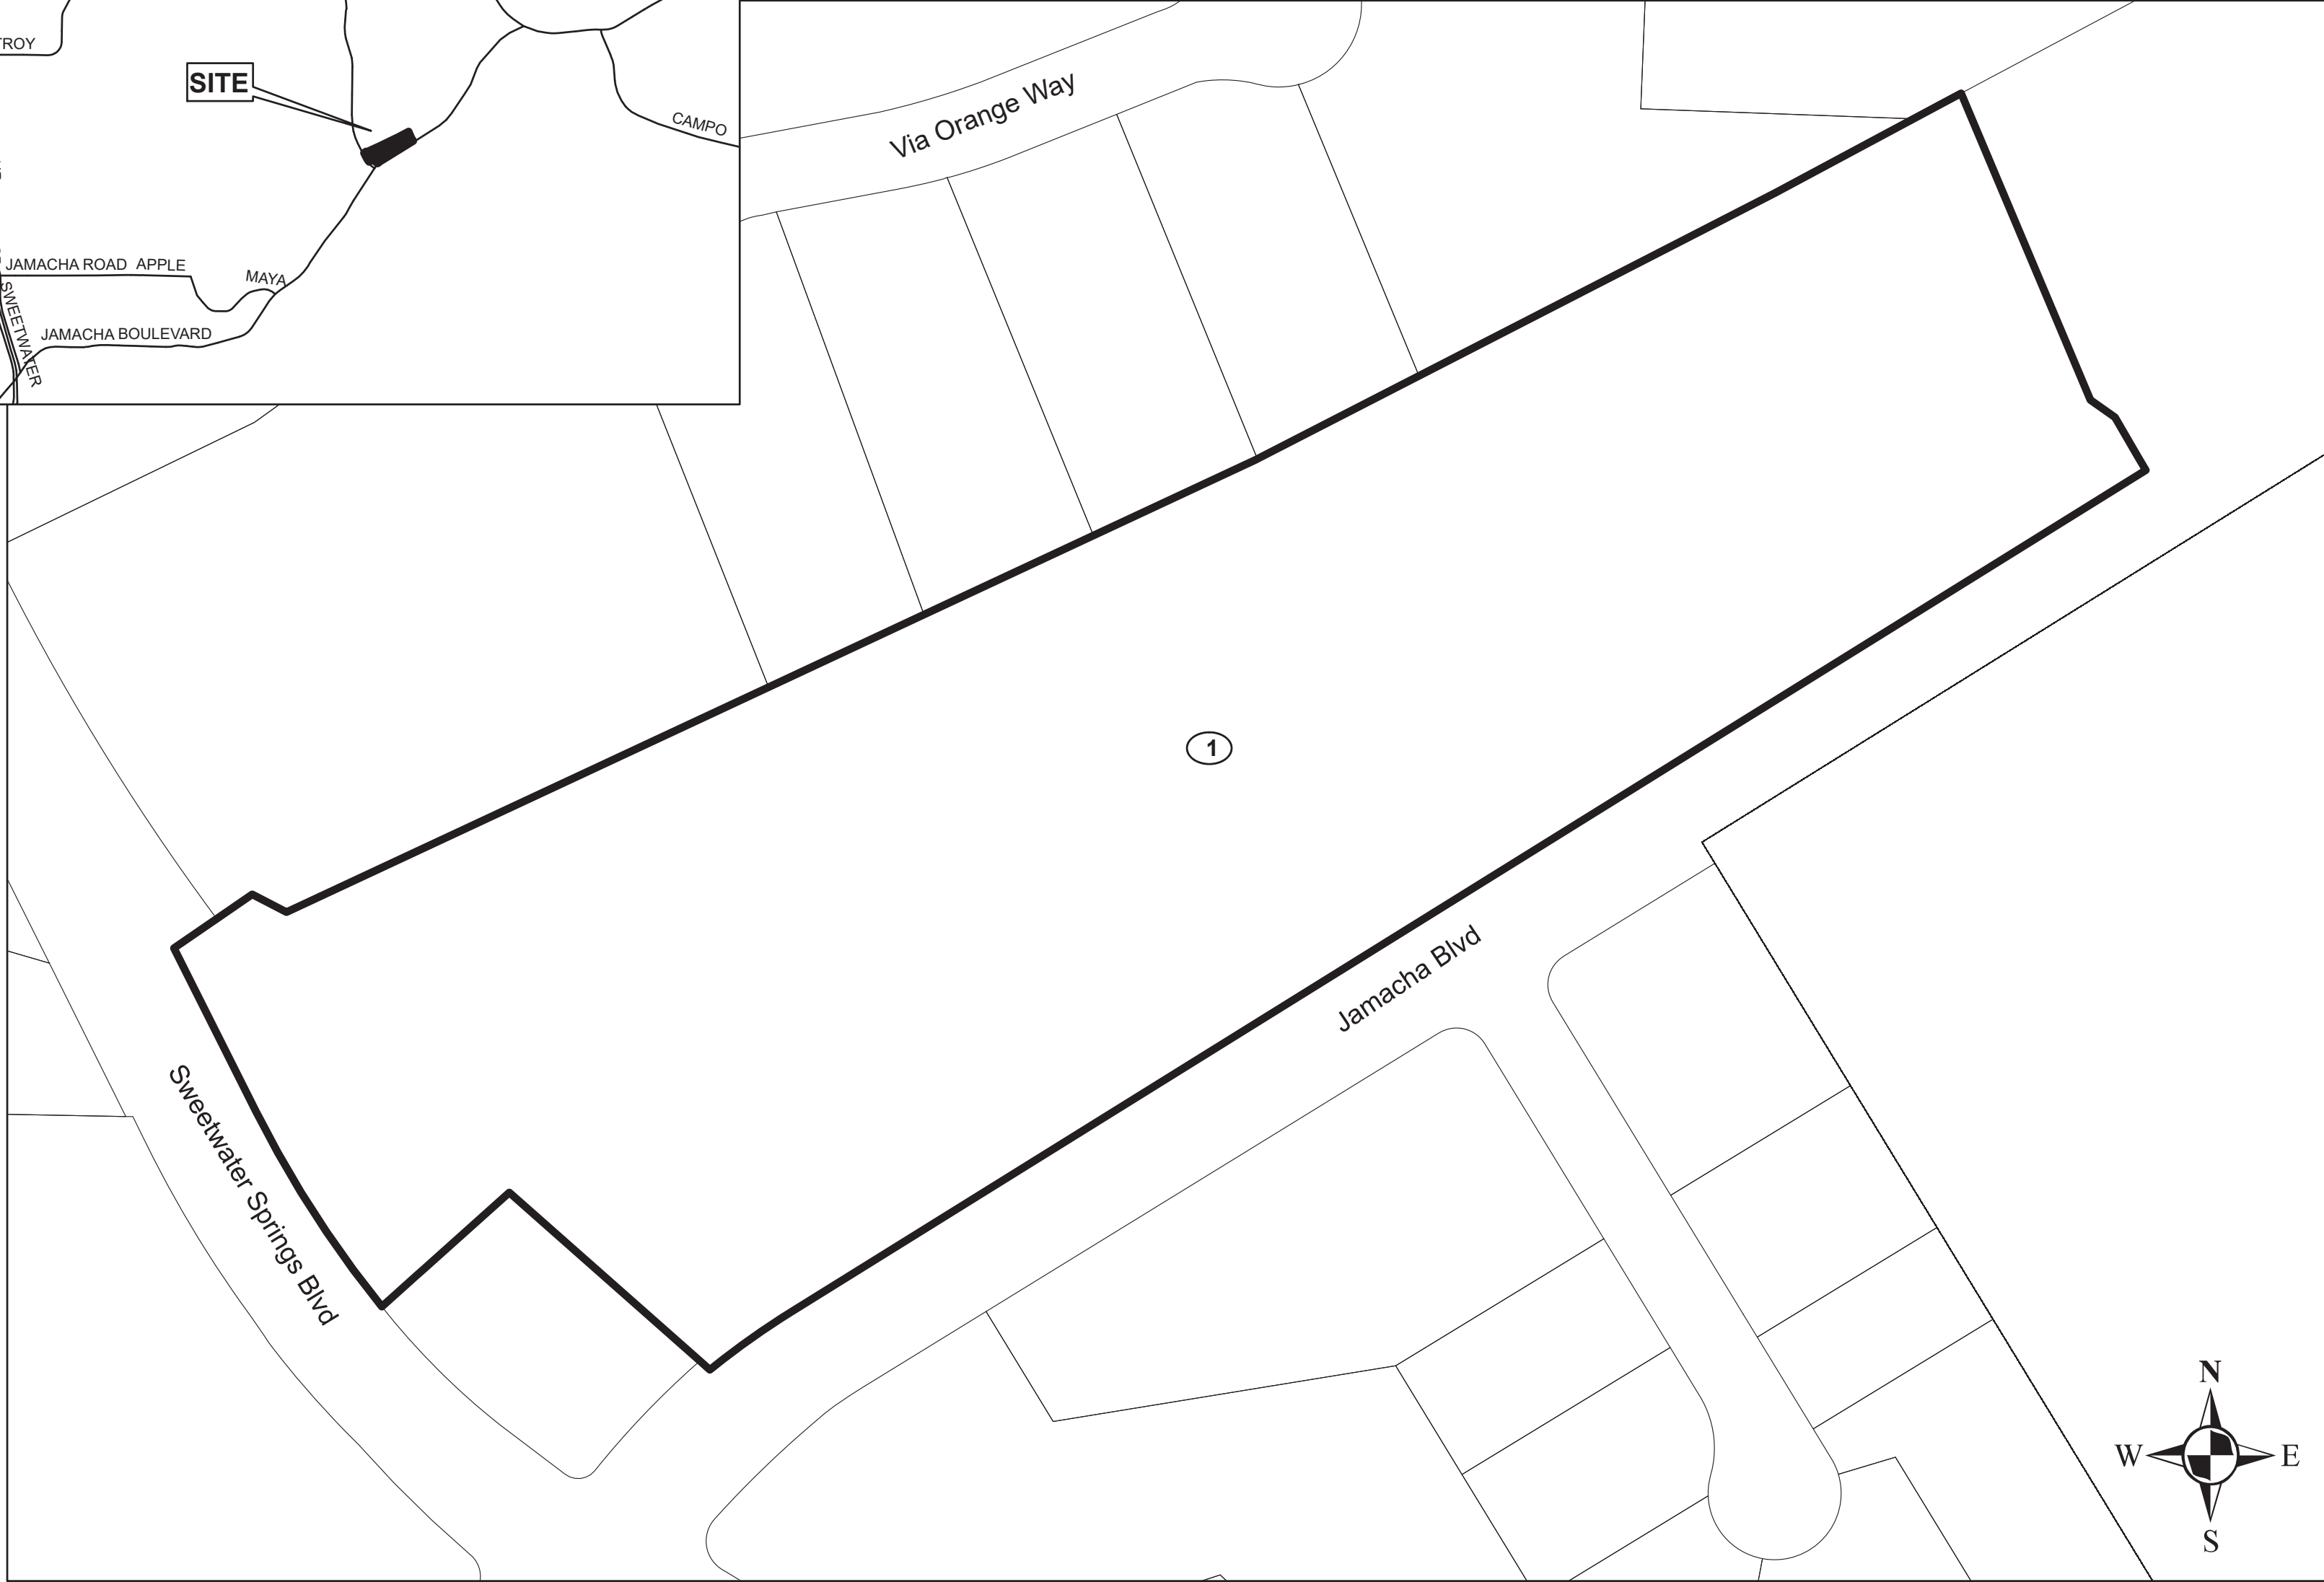 TROY
SITE
CAMPO
JAMACHA ROAD APPLE
MAYA
SWEETWATER
JAMACHA BOULEVARD
Via Orange Way
1
Jamacha Blvd
Sweetwater Springs Blvd
N
W E
S